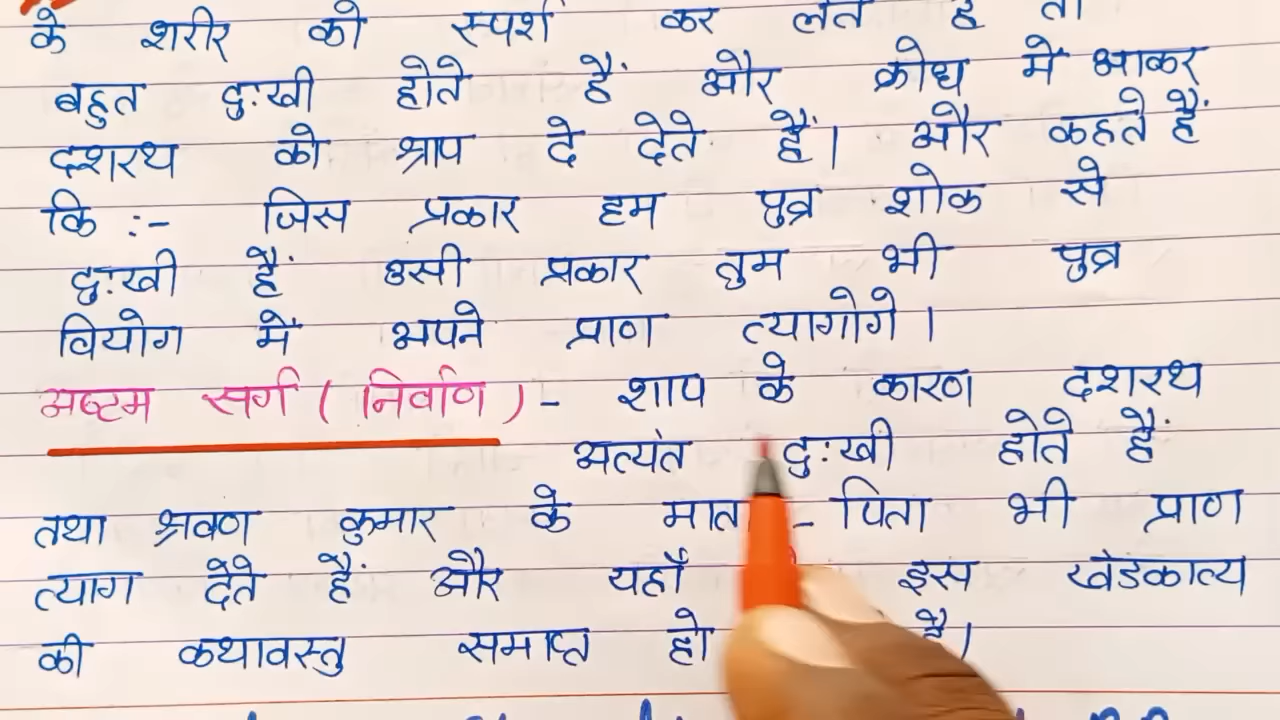 के शरीर को स्पर्श कर लेते है तो
बहुत दुःखी होते हैं और क्रोध में आकर
दशरथ को श्राप दे देते हैं। और कहते हैं
कि :- जिस प्रकार हम पुत्र शोक से
दुःखी हैं उसी प्रकार तुम भी पुत्र
वियोग में अपने प्राण त्यागोगे।
अष्टम सर्ग ( निर्वाण ) - शाप के कारण दशरथ
अत्यंत दुःखी होते हैं
तथा श्रवण कुमार के माता - पिता भी प्राण
त्याग देते हैं और यहाँ इस खंडकाव्य
की कथावस्तु समाप्त हो है।